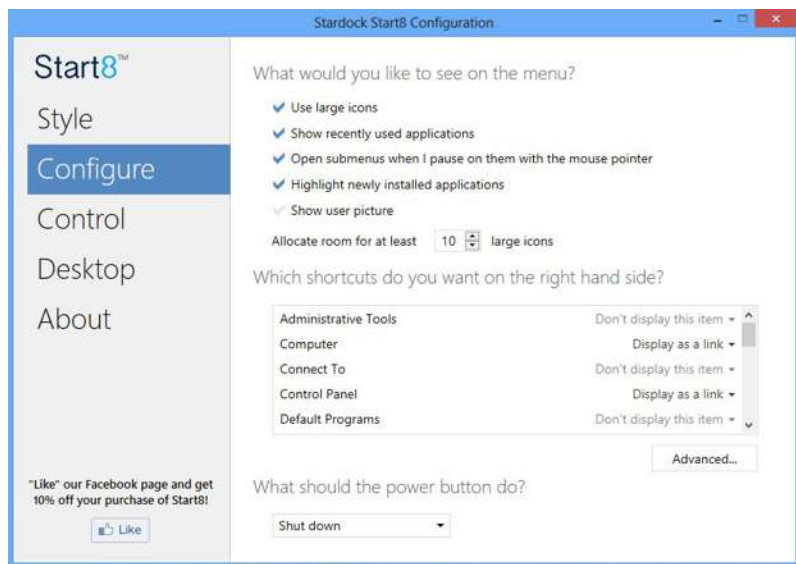 Stardock Start8 Configuration
Start8™
Style
Configure
Control
Desktop
About
"Like" our Facebook page and get
10% off your purchase of Start8!
Like
What would you like to see on the menu?
Use large icons
Show recently used applications
Open submenus when I pause on them with the mouse pointer
Highlight newly installed applications
Show user picture
Allocate room for at least 10 large icons
Which shortcuts do you want on the right hand side?
Administrative Tools Don't display this item
Computer Display as a link
Connect To Don't display this item
Control Panel Display as a link
Default Programs Don't display this item
Advanced...
What should the power button do?
Shut down